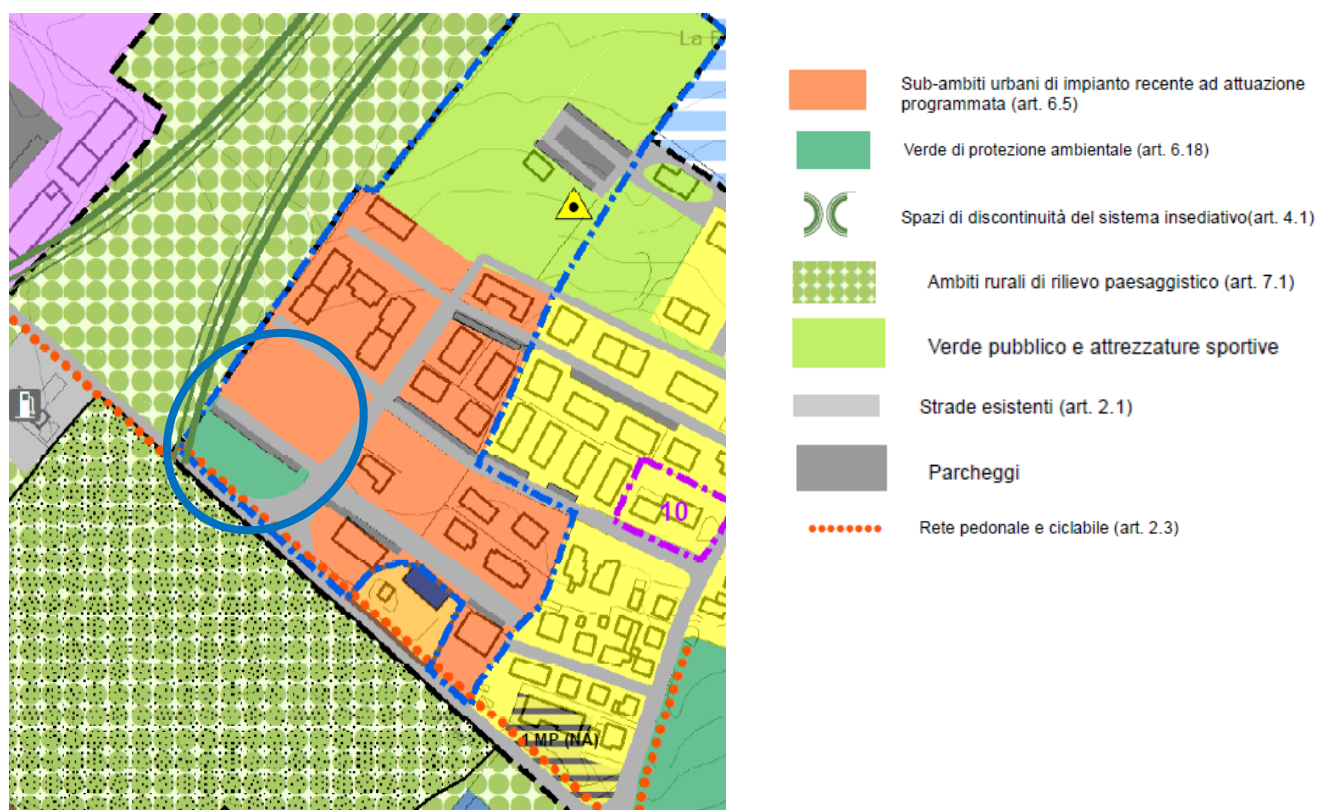 La
Sub-ambiti urbani di impianto recente ad attuazione
programmata (art. 6.5)
Verde di protezione ambientale (art. 6.18)
Spazi di discontinuità del sistema insediativo(art. 4.1)
Ambiti rurali di rilievo paesaggistico (art. 7.1)
Verde pubblico e attrezzature sportive
Strade esistenti (art. 2.1)
Parcheggi
Rete pedonale e ciclabile (art. 2.3)
10
1 MP (NA)